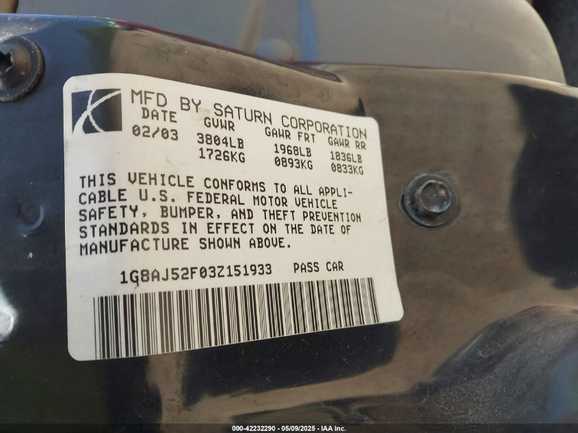 MFD BY SATURN CORPORATION
DATE GVWR GAWR FRT GAWR RR
02/03 3804LB 1968LB 1836LB
1726KG 0893KG 0833KG
THIS VEHICLE CONFORMS TO ALL APPLI-
CABLE U.S. FEDERAL MOTOR VEHICLE
SAFETY, BUMPER, AND THEFT PREVENTION
STANDARDS IN EFFECT ON THE DATE OF
MANUFACTURE SHOWN ABOVE.
1G8AJ52F03Z151933 PASS CAR
000-42232290 - 05/09/2025 - IAA Inc.